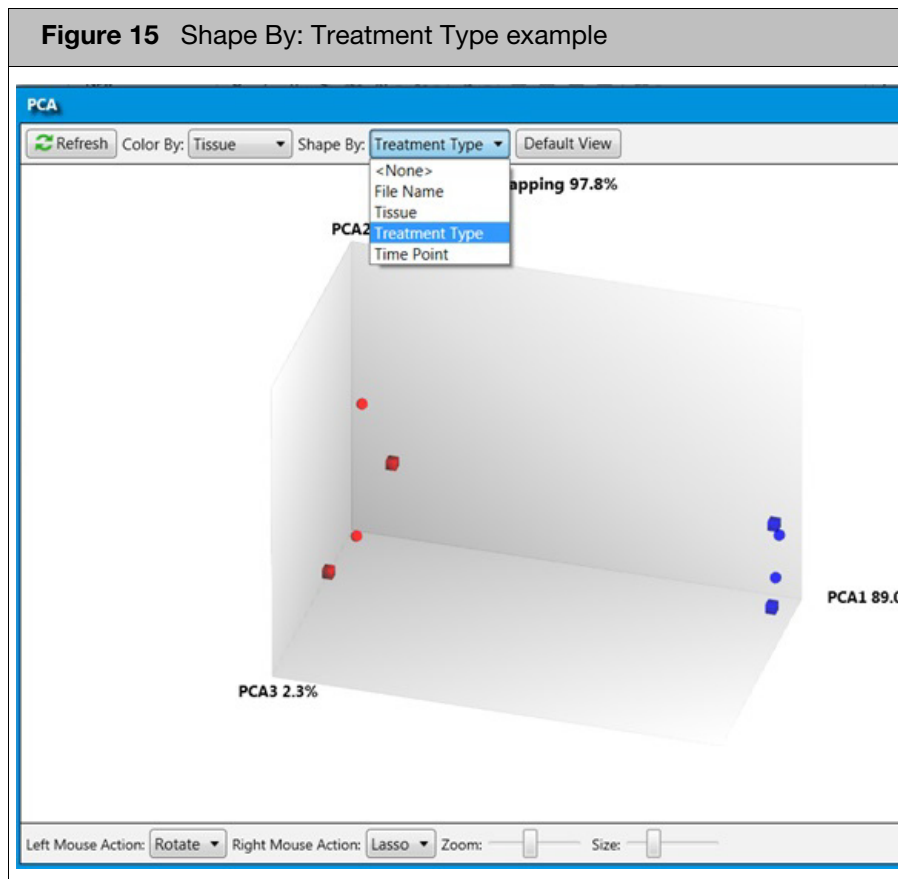 Figure 15 Shape By: Treatment Type example
PCA
Refresh Color By: Tissue Shape By: Treatment Type Default View
<None>
File Name
Tissue
Treatment Type
Time Point
apping 97.8%
PCA2
PCA1 89.0
PCA3 2.3%
Left Mouse Action: Rotate Right Mouse Action: Lasso Zoom: Size: